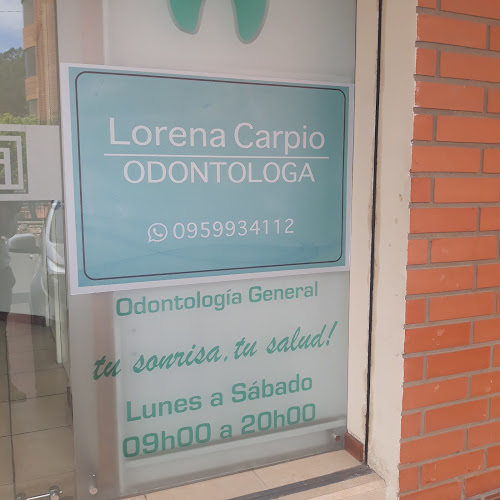 Lorena Carpio
ODONTOLOGA
0959934112
Odontología General
tu sonrisa, tu salud!
Lunes a Sábado
09h00 a 20h00